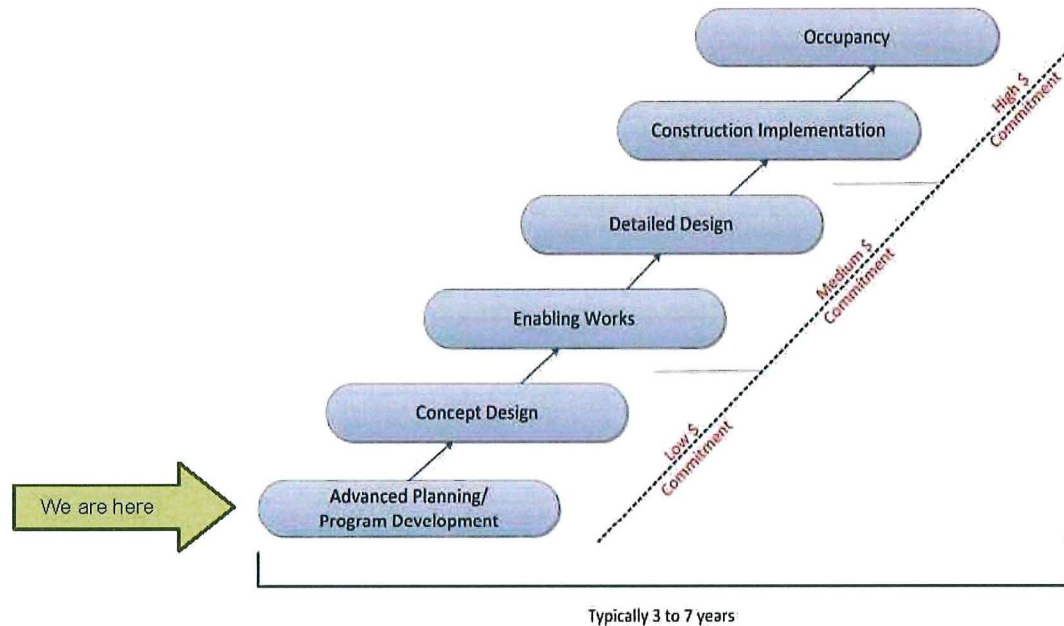 Occupancy
High $
Commitment
Construction Implementation
Detailed Design
Medium $
Commitment
Enabling Works
Concept Design
Low $
Commitment
We are here
Advanced Planning/
Program Development
Typically 3 to 7 years